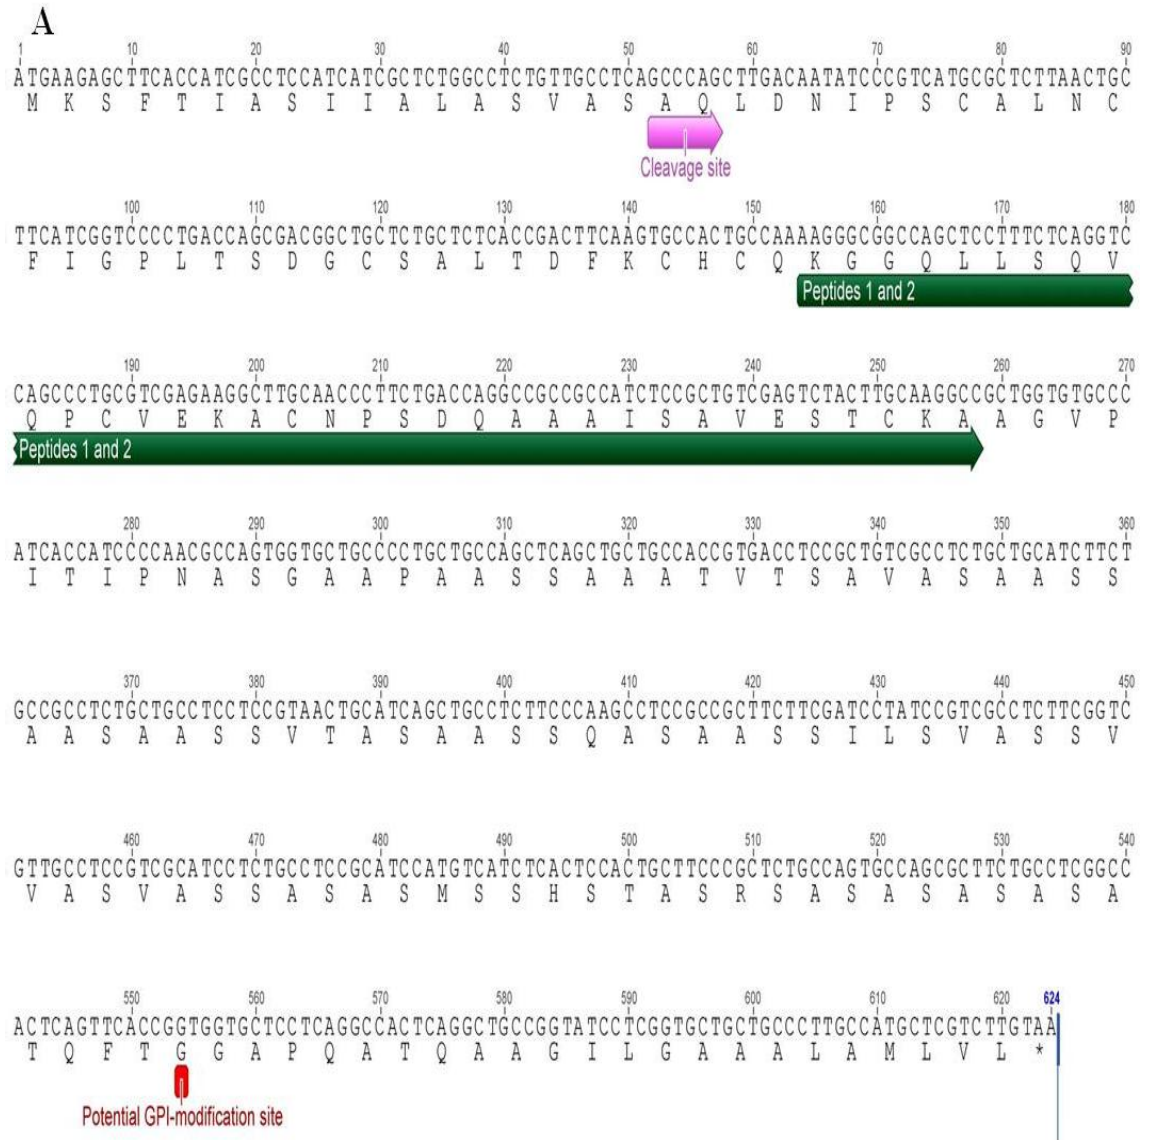 A
1 10 20 30 40 50 60 70 80 90
ATGAAGAGCTTCACCATCGCCTCCATCATCGCTCTGGCCTCTGTTGCCTCAGCCCAGCTTGACAATATCCCGTCATGCGCTCTTAACTGC
M K S F T I A S I I A L A S V A S A Q L D N I P S C A L N C
Cleavage site
100 110 120 130 140 150 160 170 180
TTCATCGGTCCCCTGACCAGCGACGGCTGCTCTGCTCTCACCGACTTCAAGTGCCACTGCCAAAAGGGCGGCCAGCTCCTTTCTCAGGTC
F I G P L T S D G C S A L T D F K C H C Q K G G Q L L S Q V
Peptides 1 and 2
190 200 210 220 230 240 250 260 270
CAGCCCTGCGTCGAGAAGGCTTGCAACCCTTCTGACCAGGCCGCCGCCATCTCCGCTGTCGAGTCTACTTGCAAGGCCGCTGGTGTGCCC
Q P C V E K A C N P S D Q A A A I S A V E S T C K A A G V P
Peptides 1 and 2
280 290 300 310 320 330 340 350 360
ATCACCATCCCCAACGCCAGTGGTGCTGCCCCTGCTGCCAGCTCAGCTGCTGCCACCGTGACCTCCGCTGTCGCCTCTGCTGCATCTTCT
I T I P N A S G A A P A A S S A A A T V T S A V A S A A S S
370 380 390 400 410 420 430 440 450
GCCGCCTCTGCTGCCTCCTCCGTAACTGCATCAGCTGCCTCTTCCCAAGCCTCCGCCGCTTCTTCGATCCTATCCGTCGCCTCTTCGGTC
A A S A A S S V T A S A A S S Q A S A A S S I L S V A S S V
460 470 480 490 500 510 520 530 540
GTTGCCTCCGTCGCATCCTCTGCCTCCGCATCCATGTCATCTCACTCCACTGCTTCCCGCTCTGCCAGTGCCAGCGCTTCTGCCTCGGCC
V A S V A S S A S A S M S S H S T A S R S A S A S A S A S A
550 560 570 580 590 600 610 620 624
ACTCAGTTCACCGGTGGTGCTCCTCAGGCCACTCAGGCTGCCGGTATCCTCGGTGCTGCTGCCCTTGCCATGCTCGTCTTGTAA
T Q F T G G A P Q A T Q A A G I L G A A A L A M L V L *
Potential GPI-modification site